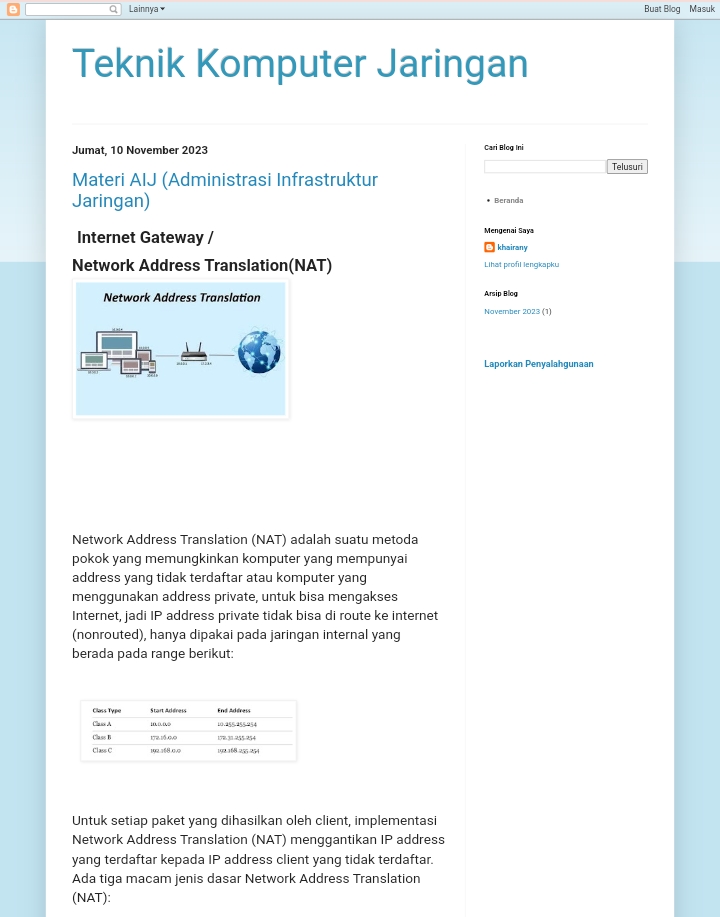 Lainnya
Buat Blog Masuk
Teknik Komputer Jaringan
Jumat, 10 November 2023
Materi AIJ (Administrasi Infrastruktur
Jaringan)
Internet Gateway /
Network Address Translation(NAT)
Network Address Translation
Network Address Translation (NAT) adalah suatu metoda
pokok yang memungkinkan komputer yang mempunyai
address yang tidak terdaftar atau komputer yang
menggunakan address private, untuk bisa mengakses
Internet, jadi IP address private tidak bisa di route ke internet
(nonrouted), hanya dipakai pada jaringan internal yang
berada pada range berikut:
Class Type Start Address End Address
Class A 10.0.0.0 10.255.255.254
Class B 172.16.0.0 172.31.255.254
Class C 192.168.0.0 192.168.255.254
Untuk setiap paket yang dihasilkan oleh client, implementasi
Network Address Translation (NAT) menggantikan IP address
yang terdaftar kepada IP address client yang tidak terdaftar.
Ada tiga macam jenis dasar Network Address Translation
(NAT):
Cari Blog Ini
Telusuri
Beranda
Mengenai Saya
khairany
Lihat profil lengkapku
Arsip Blog
November 2023 (1)
Laporkan Penyalahgunaan